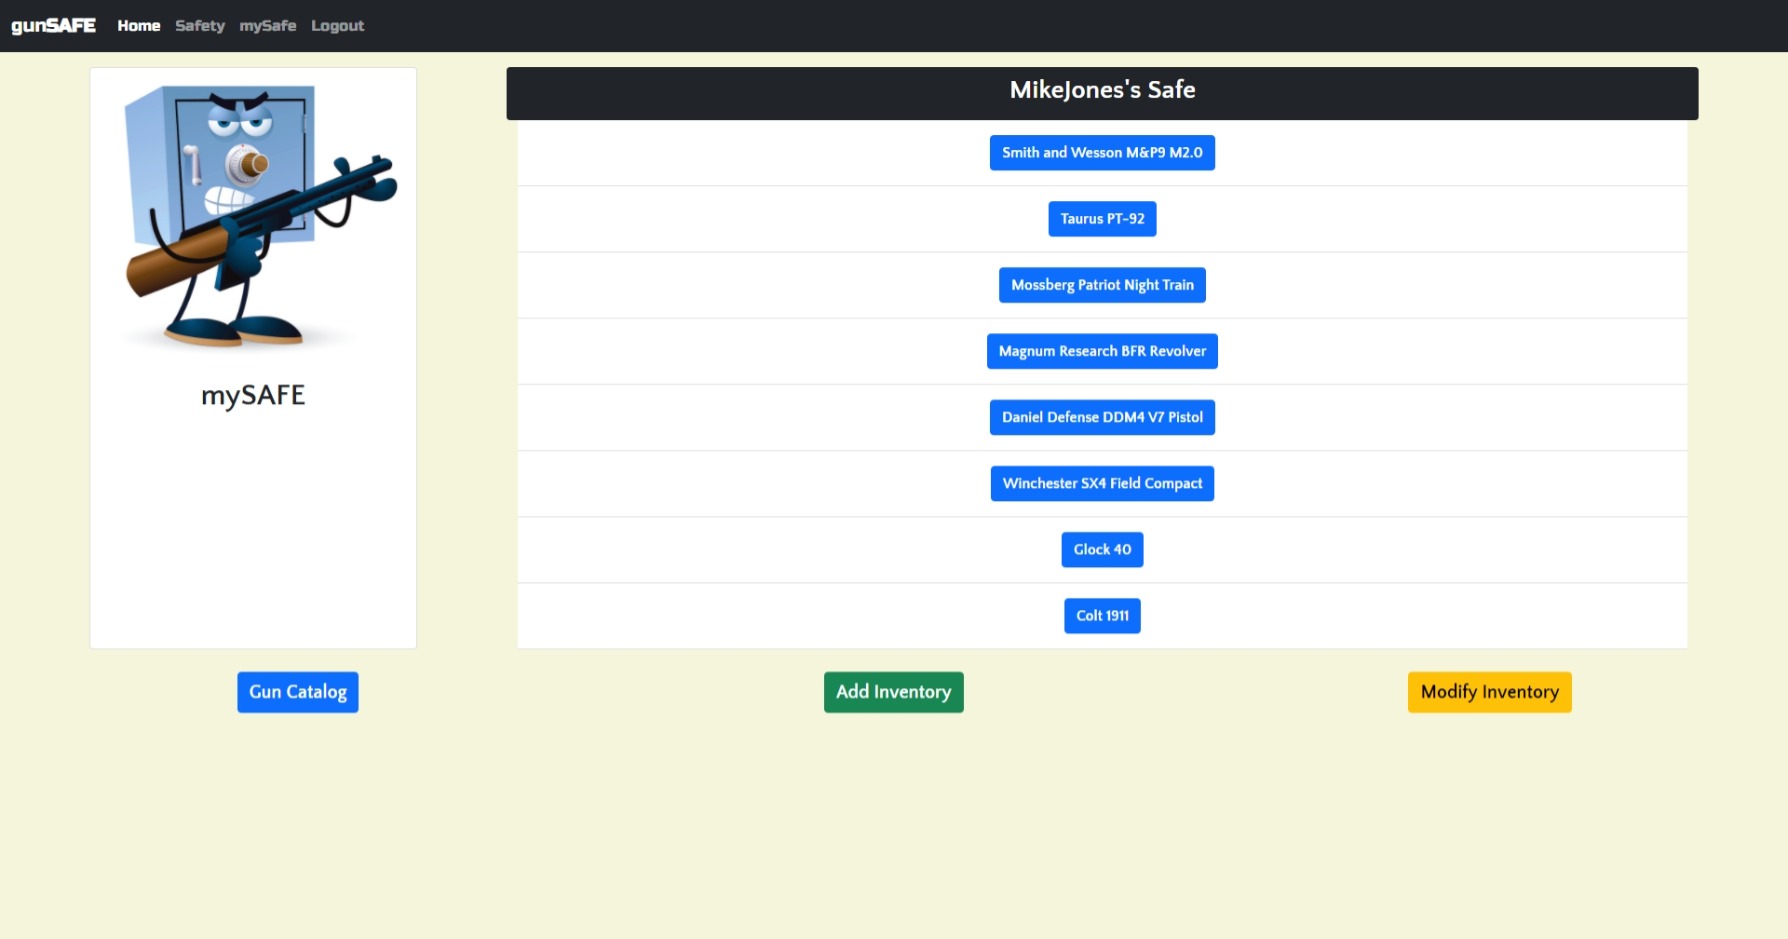 gunSAFE Home Safety mySafe Logout
mySAFE
MikeJones's Safe
Smith and Wesson M&P9 M2.0
Taurus PT-92
Mossberg Patriot Night Train
Magnum Research BFR Revolver
Daniel Defense DDM4 V7 Pistol
Winchester SX4 Field Compact
Glock 40
Colt 1911
Gun Catalog Add Inventory Modify Inventory